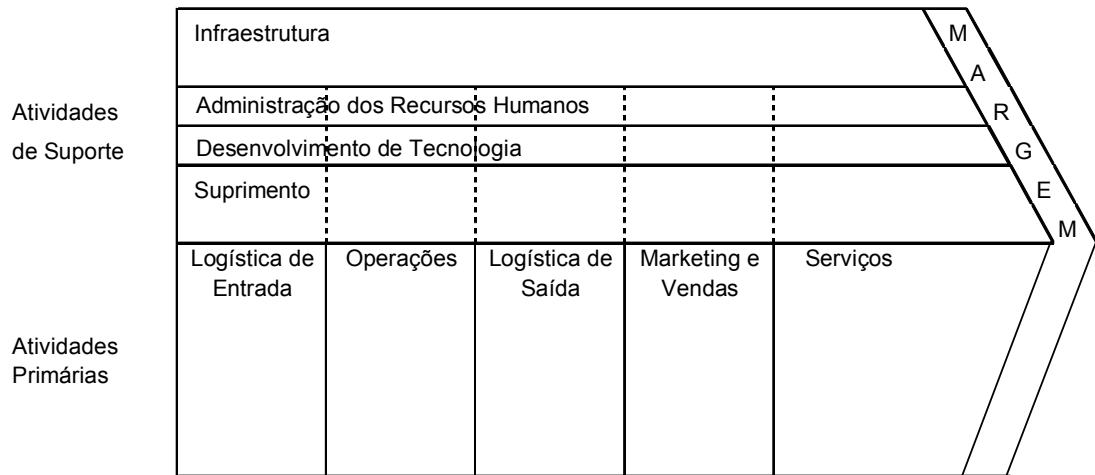 Infraestrutura
Atividades
de Suporte
Administração dos Recursos Humanos
Desenvolvimento de Tecnologia
Suprimento
M
A
R
G
E
M
Atividades
Primárias
Logística de
Entrada
Operações
Logística de
Saída
Marketing e
Vendas
Serviços